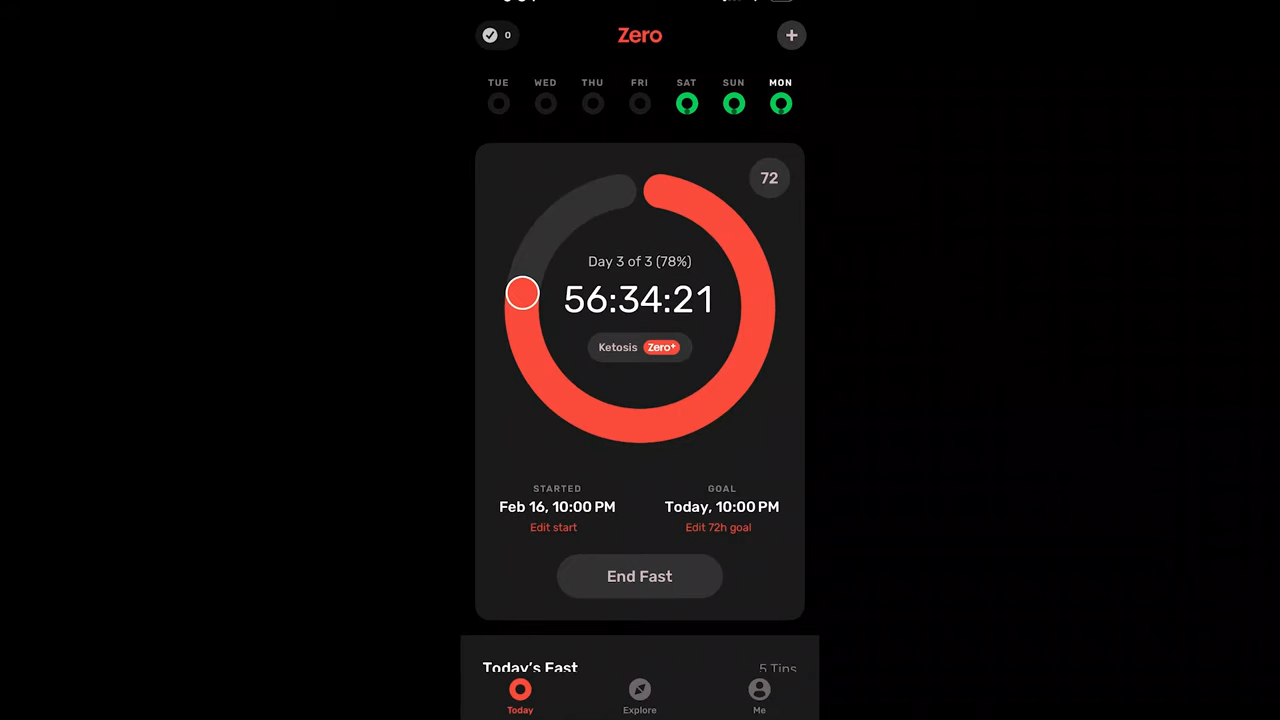 0
Zero
TUE WED THU FRI SAT SUN MON
72
Day 3 of 3 (78%)
56:34:21
Ketosis Zero+
STARTED
Feb 16, 10:00 PM
Edit start
GOAL
Today, 10:00 PM
Edit 72h goal
End Fast
Today's Fast
5 Tips
Today
Explore
Me